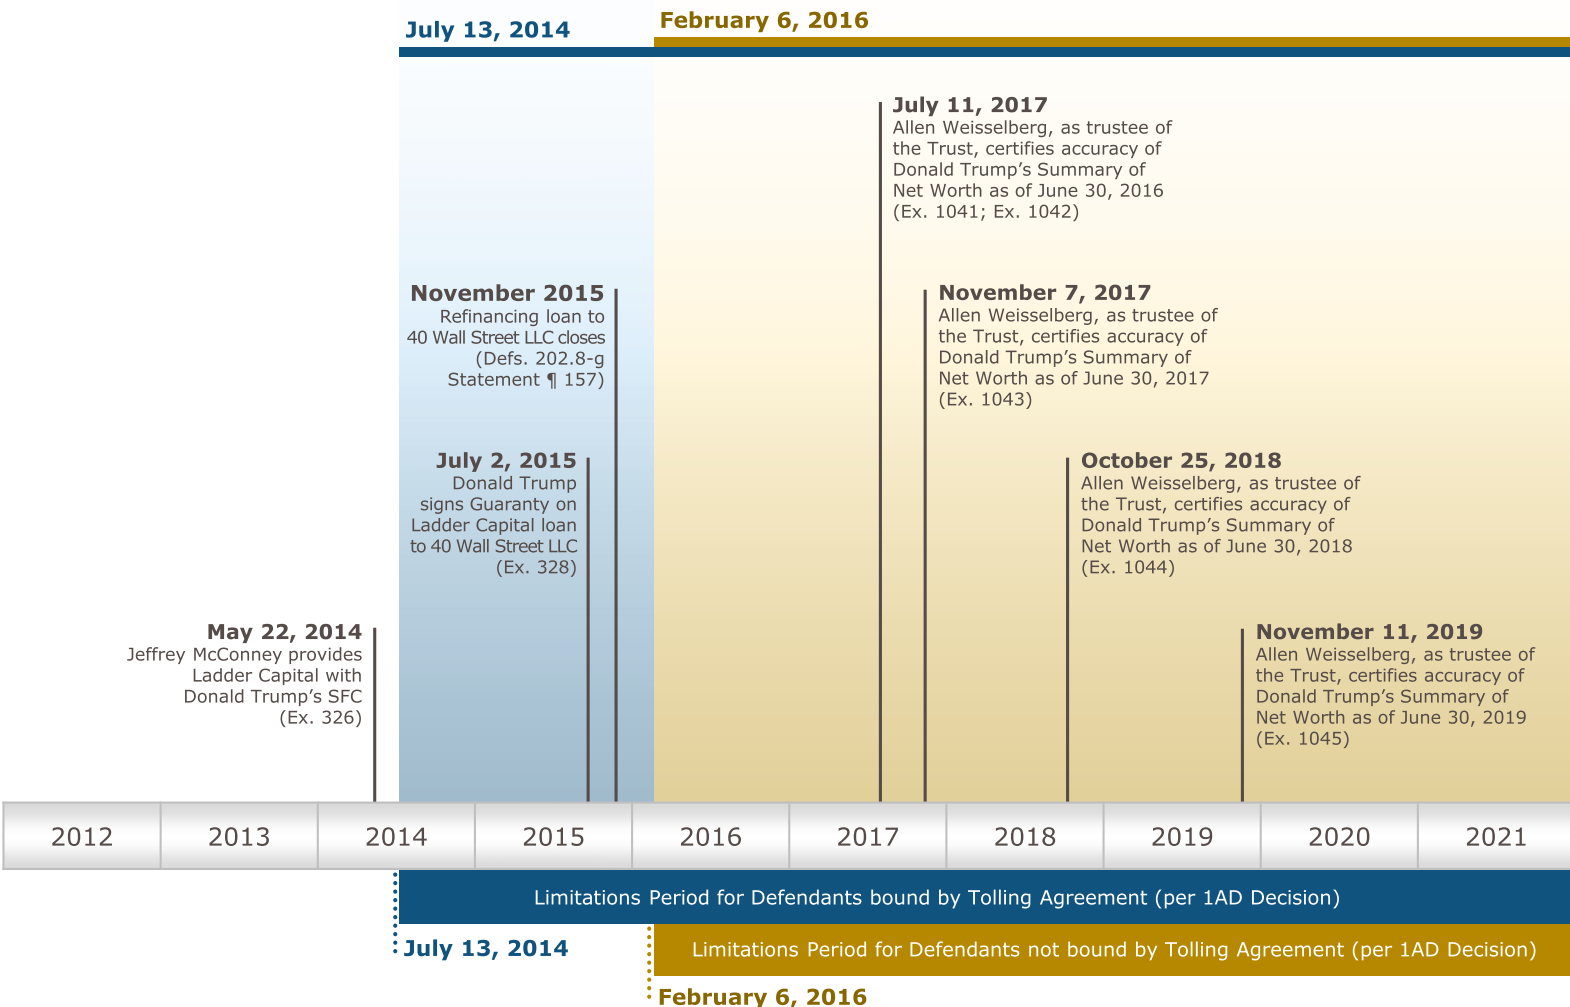 July 13, 2014
February 6, 2016
July 11, 2017
Allen Weisselberg, as trustee of
the Trust, certifies accuracy of
Donald Trump’s Summary of
Net Worth as of June 30, 2016
(Ex. 1041; Ex. 1042)
November 2015
Refinancing loan to
40 Wall Street LLC closes
(Defs. 202.8-g
Statement ¶ 157)
November 7, 2017
Allen Weisselberg, as trustee of
the Trust, certifies accuracy of
Donald Trump’s Summary of
Net Worth as of June 30, 2017
(Ex. 1043)
July 2, 2015
Donald Trump
signs Guaranty on
Ladder Capital loan
to 40 Wall Street LLC
(Ex. 328)
October 25, 2018
Allen Weisselberg, as trustee of
the Trust, certifies accuracy of
Donald Trump’s Summary of
Net Worth as of June 30, 2018
(Ex. 1044)
May 22, 2014
Jeffrey McConney provides
Ladder Capital with
Donald Trump’s SFC
(Ex. 326)
November 11, 2019
Allen Weisselberg, as trustee of
the Trust, certifies accuracy of
Donald Trump’s Summary of
Net Worth as of June 30, 2019
(Ex. 1045)
2012 2013 2014 2015 2016 2017 2018 2019 2020 2021
Limitations Period for Defendants bound by Tolling Agreement (per 1AD Decision)
July 13, 2014
Limitations Period for Defendants not bound by Tolling Agreement (per 1AD Decision)
February 6, 2016